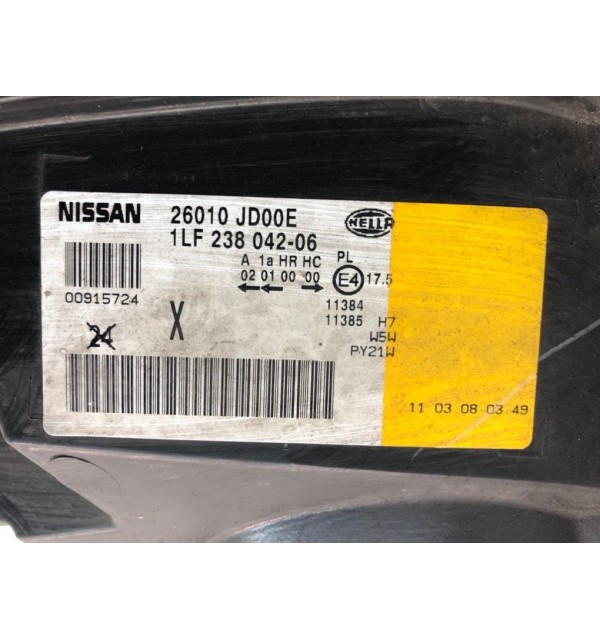 NISSAN 26010 JD00E HELLA
1LF 238 042-06
A 1a HR HC PL
02 01 00 00 E4 17.5
00915724
11384
11385 H7
24 X W5W
PY21W
11 03 08 03 49